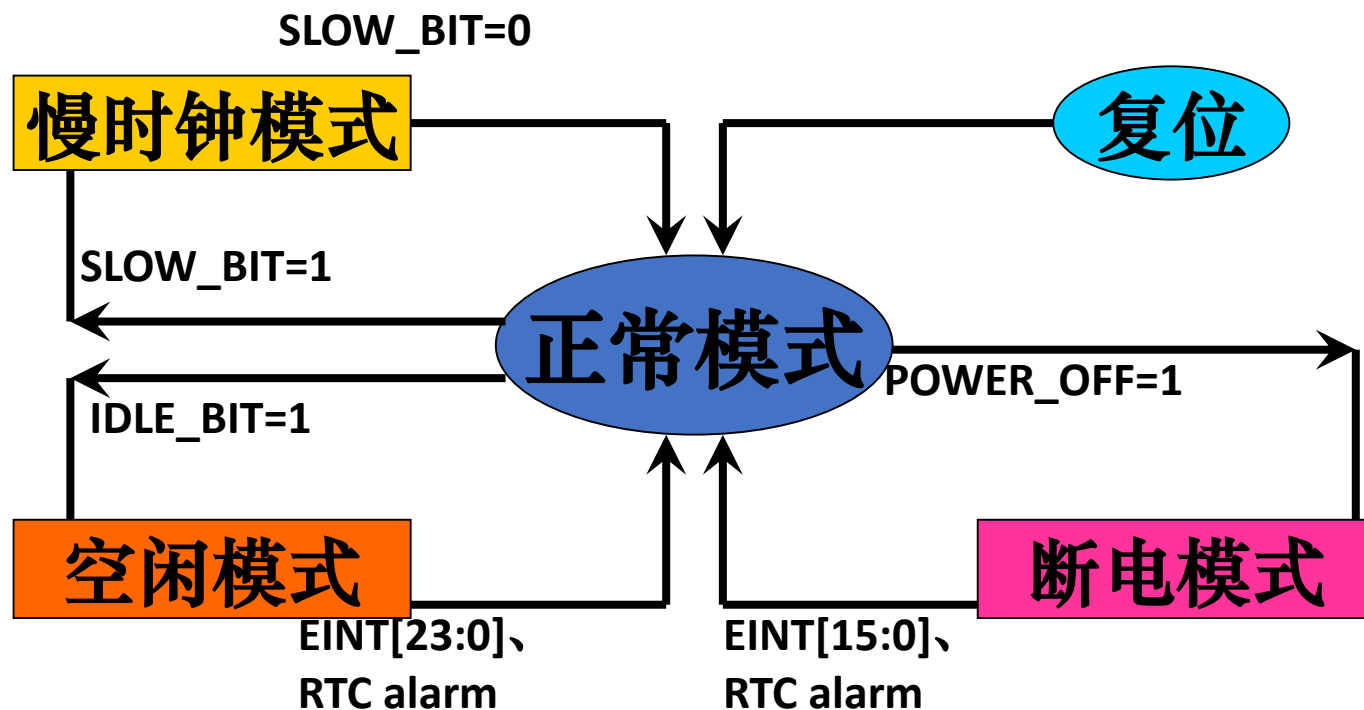 SLOW_BIT=0
慢时钟模式
复位
SLOW_BIT=1
正常模式
POWER_OFF=1
IDLE_BIT=1
空闲模式
断电模式
EINT[23:0]、
RTC alarm
EINT[15:0]、
RTC alarm